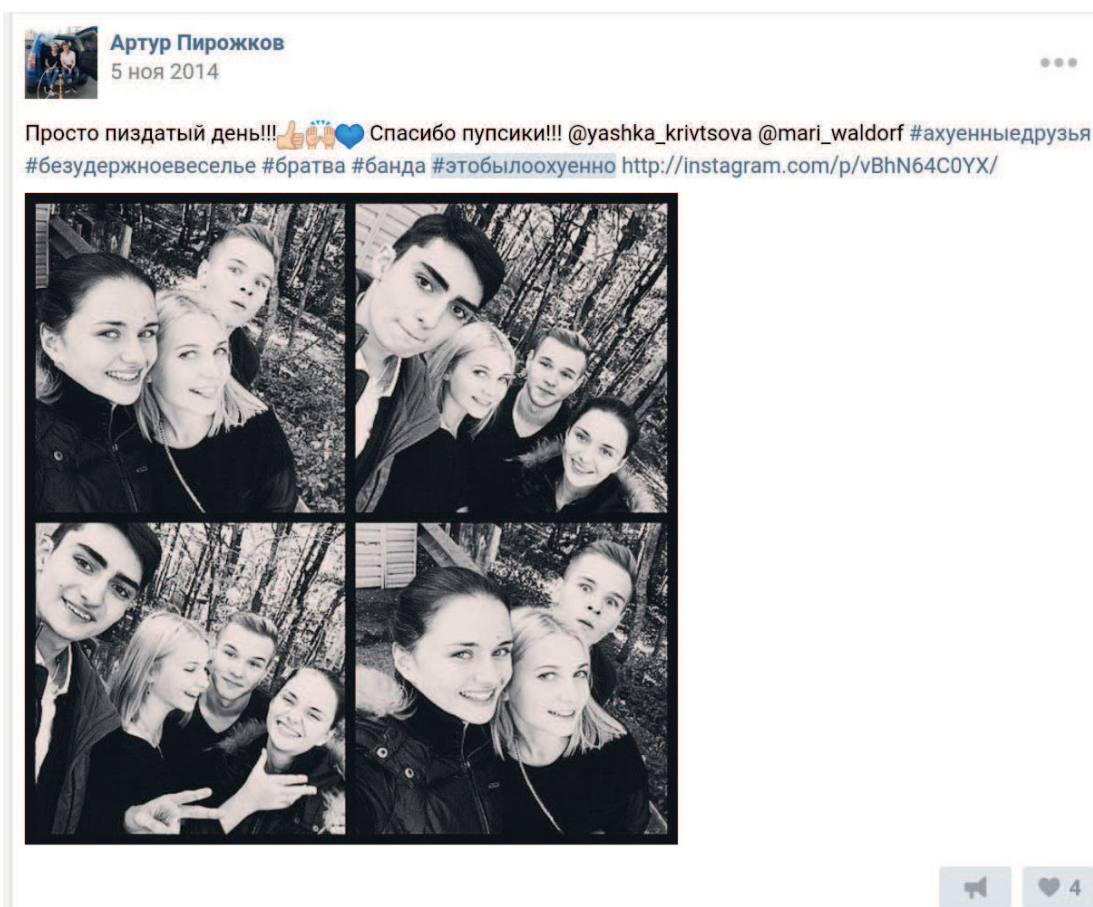 Артур Пирожков
5 ноя 2014
Просто пиздатый день!!!👍🙌💙 Спасибо пупсики!!! @yashka_krivtsova @mari_waldorf #ахуенныедрузья
#безудержноевеселье #братва #банда #этобылоохуенно http://instagram.com/p/vBhN64C0YX/
4